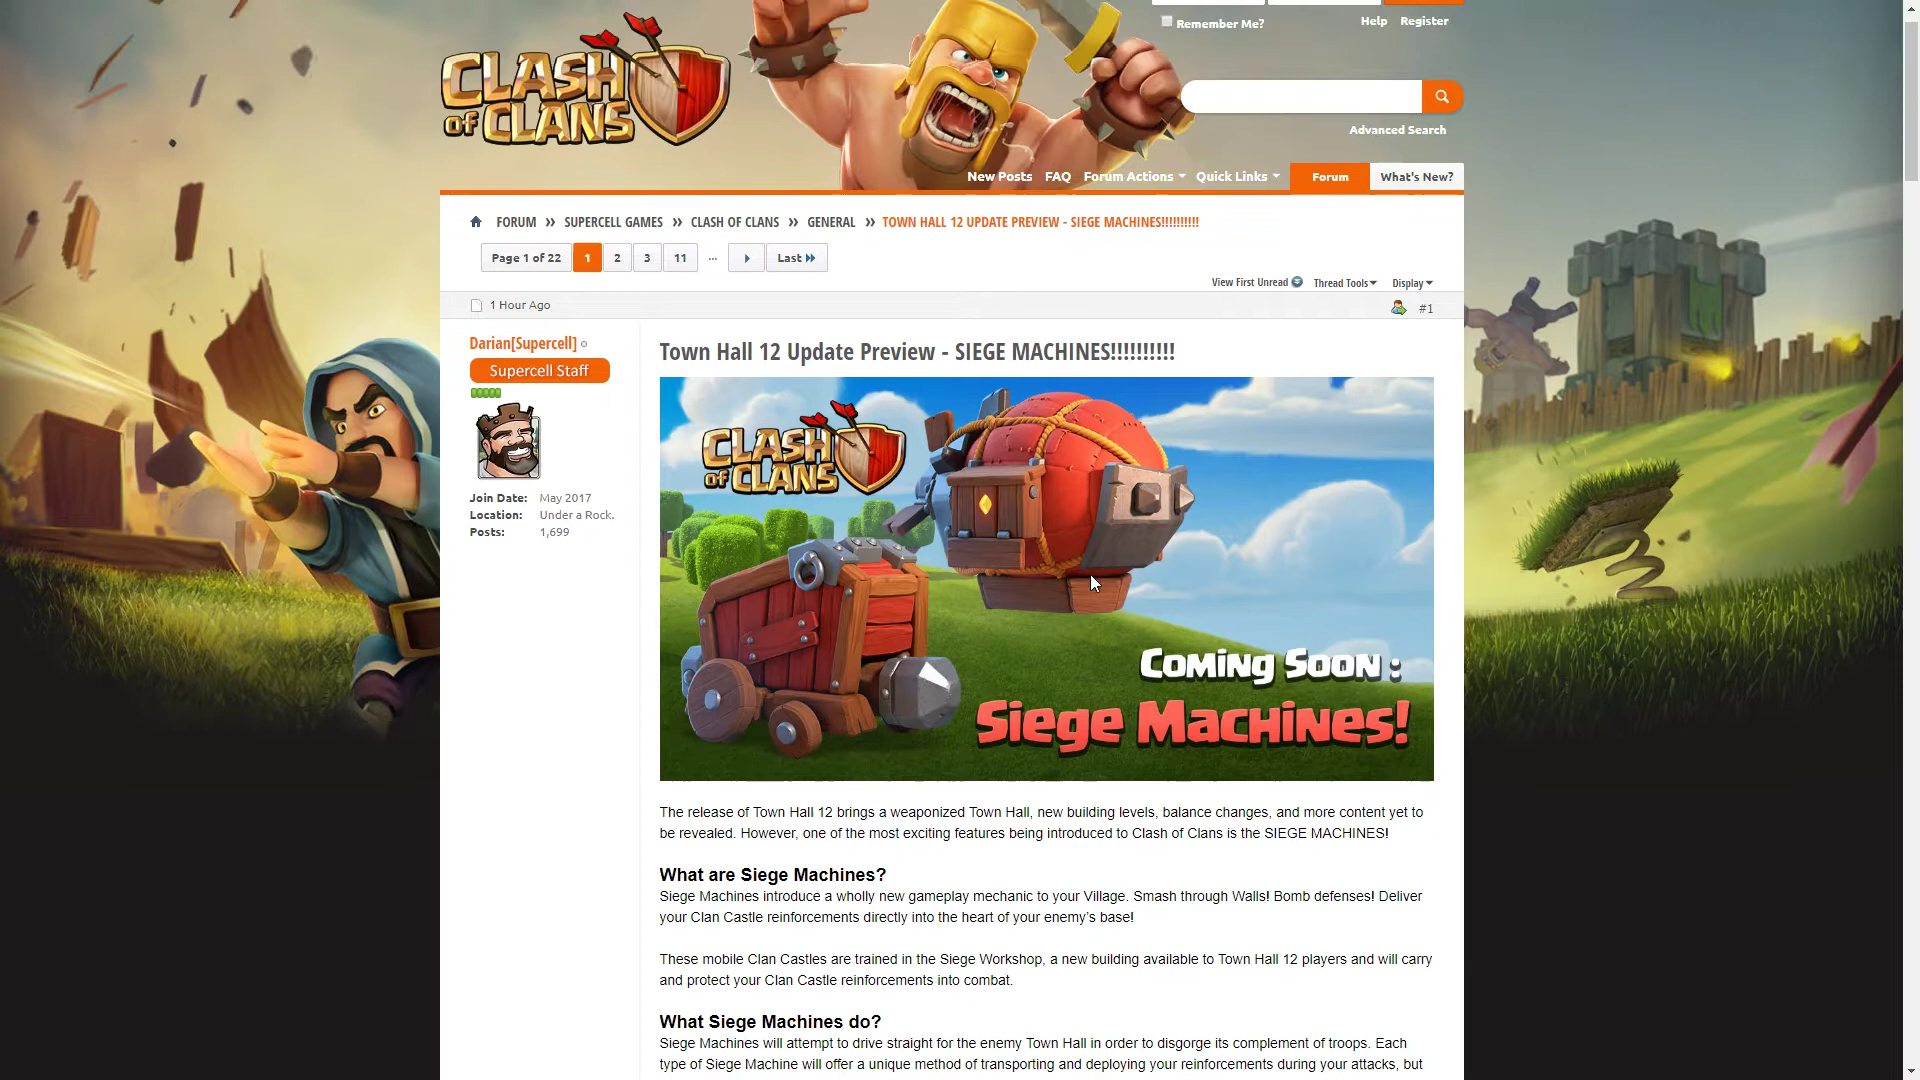 CLASH OF CLANS
Remember Me?
Help Register
Advanced Search
New Posts FAQ Forum Actions Quick Links Forum What's New?
FORUM » SUPERCELL GAMES » CLASH OF CLANS » GENERAL » TOWN HALL 12 UPDATE PREVIEW - SIEGE MACHINES!!!!!!!!!!
Page 1 of 22 1 2 3 11 ... Last
View First Unread Thread Tools Display
1 Hour Ago #1
Darian[Supercell]
Supercell Staff
Join Date: May 2017
Location: Under a Rock.
Posts: 1,699
Town Hall 12 Update Preview - SIEGE MACHINES!!!!!!!!!!
CLASH OF CLANS
Coming Soon :
Siege Machines!
The release of Town Hall 12 brings a weaponized Town Hall, new building levels, balance changes, and more content yet to
be revealed. However, one of the most exciting features being introduced to Clash of Clans is the SIEGE MACHINES!
What are Siege Machines?
Siege Machines introduce a wholly new gameplay mechanic to your Village. Smash through Walls! Bomb defenses! Deliver
your Clan Castle reinforcements directly into the heart of your enemy's base!
These mobile Clan Castles are trained in the Siege Workshop, a new building available to Town Hall 12 players and will carry
and protect your Clan Castle reinforcements into combat.
What Siege Machines do?
Siege Machines will attempt to drive straight for the enemy Town Hall in order to disgorge its complement of troops. Each
type of Siege Machine will offer a unique method of transporting and deploying your reinforcements during your attacks, but